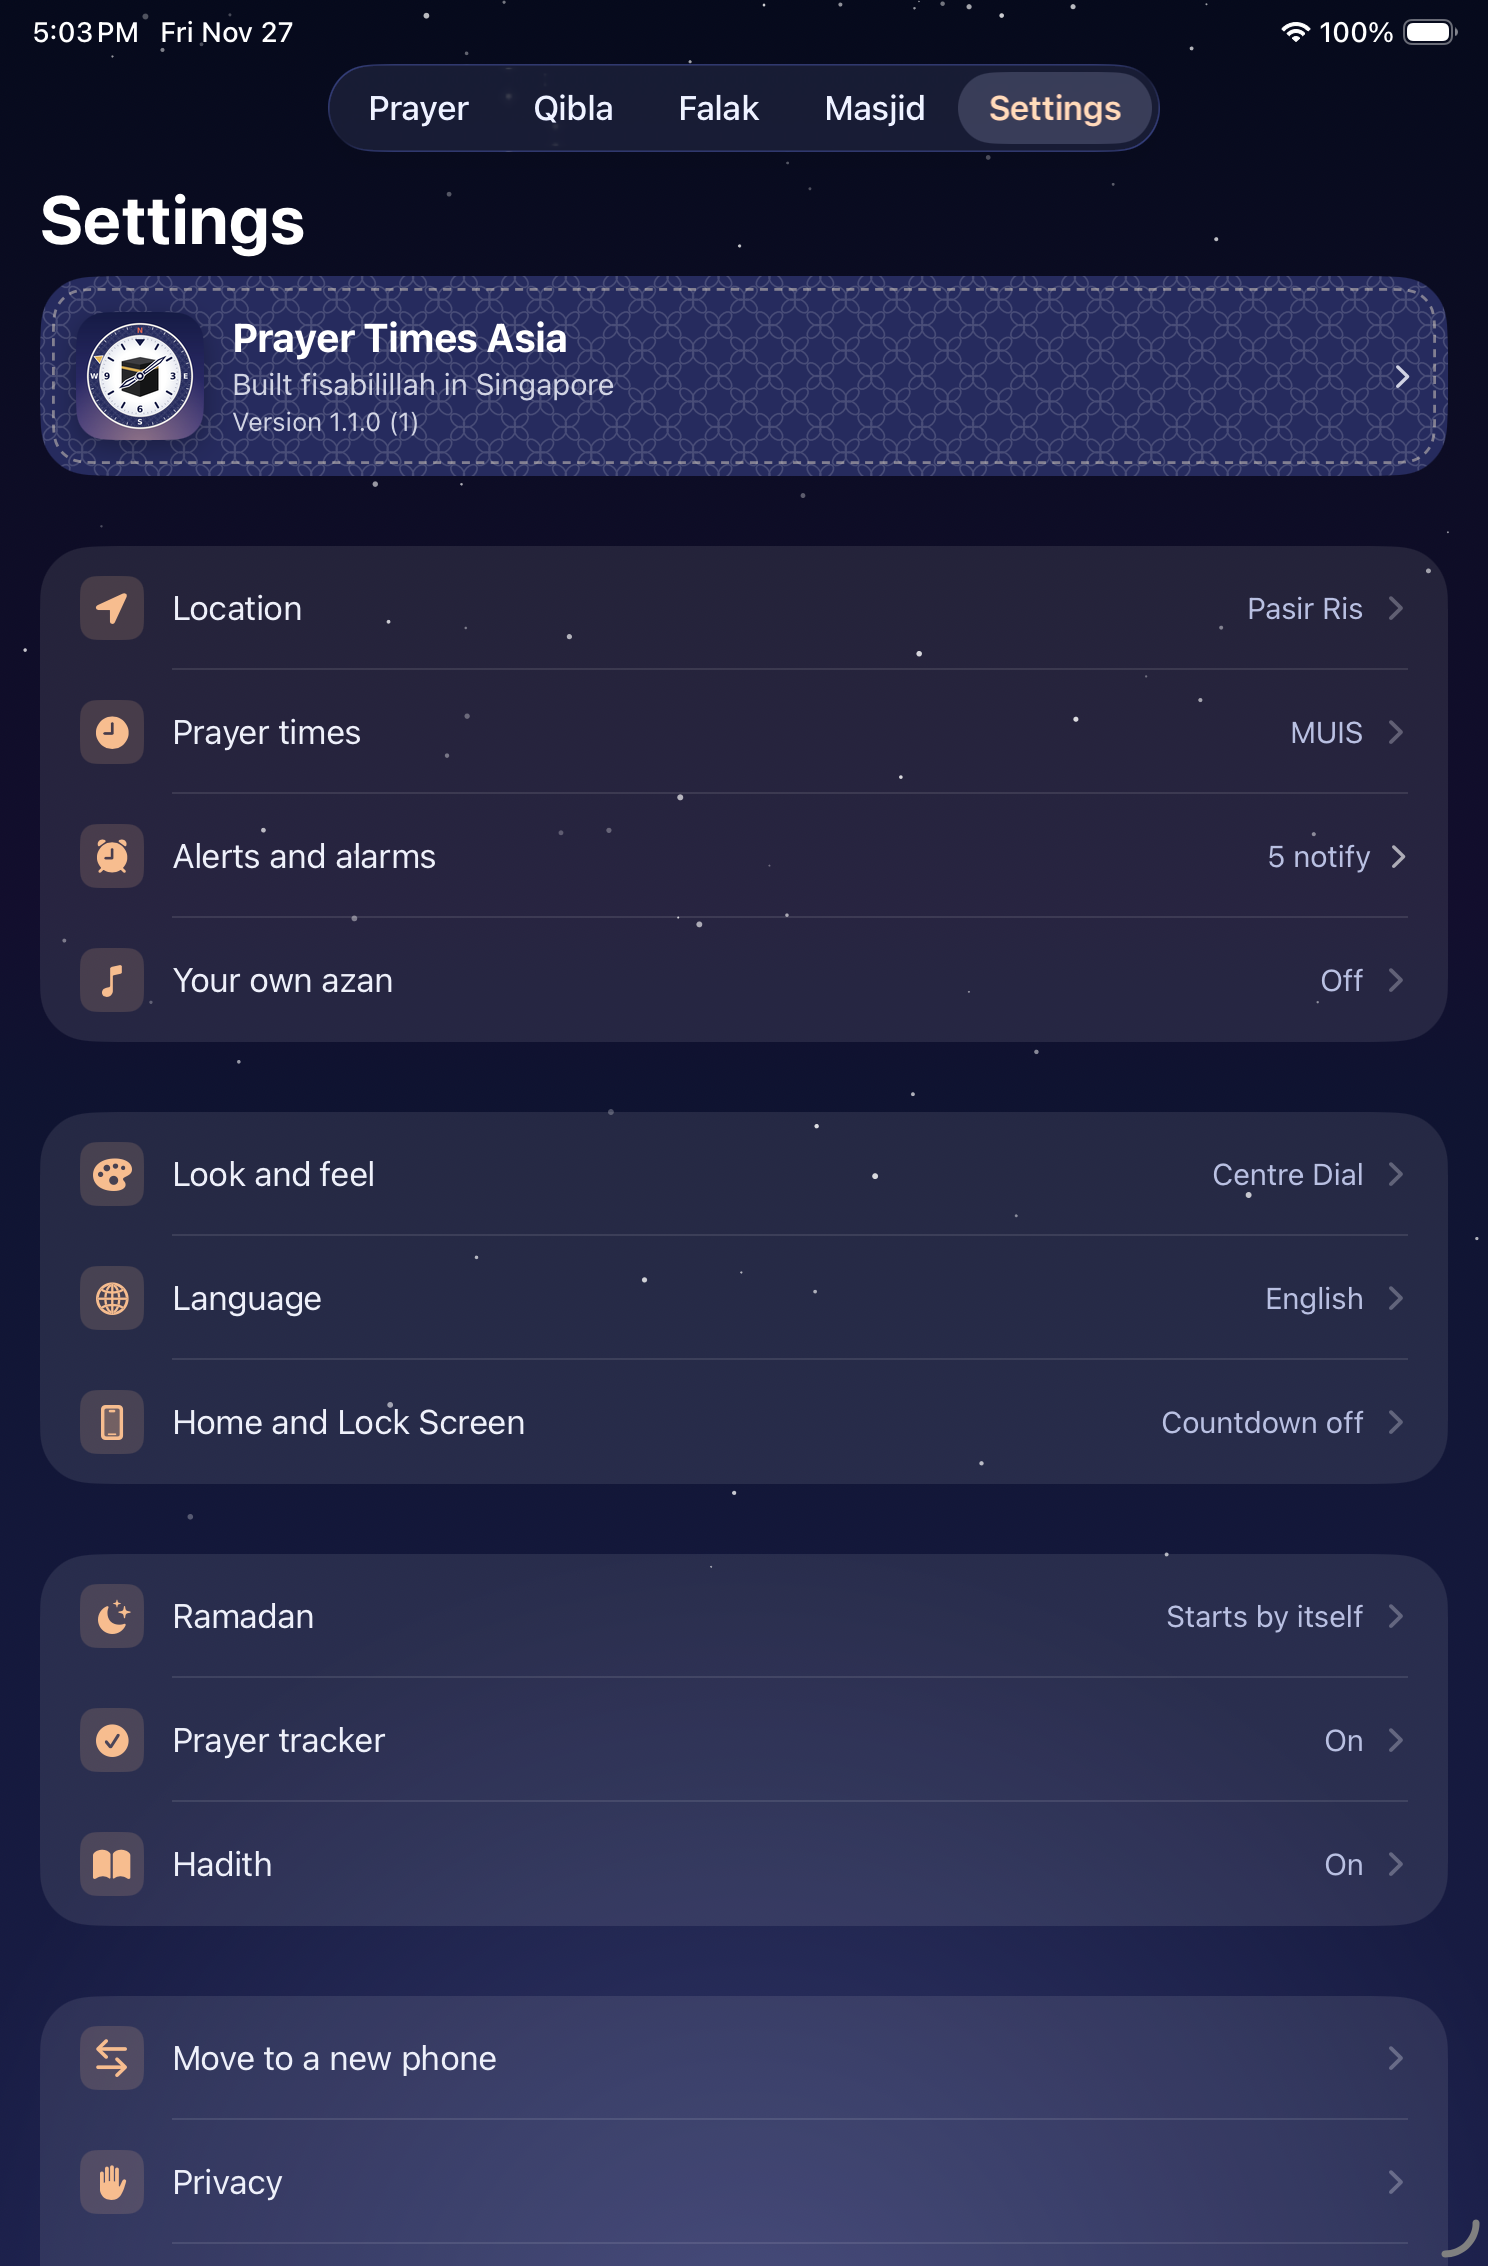 5:03 PM Fri Nov 27
100%
Prayer Qibla Falak Masjid Settings
Settings
N
W 9 3 E
6
S
Prayer Times Asia
Built fisabilillah in Singapore
Version 1.1.0 (1)
Location Pasir Ris
Prayer times MUIS
Alerts and alarms 5 notify
Your own azan Off
Look and feel Centre Dial
Language English
Home and Lock Screen Countdown off
Ramadan Starts by itself
Prayer tracker On
Hadith On
Move to a new phone
Privacy